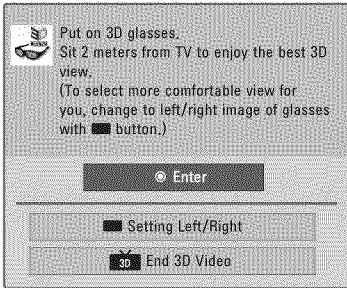 Put on 3D glasses.
Sit 2 meters from TV to enjoy the best 3D
view.
(To select more comfortable view for
you, change to left/right image of glasses
with button.)
Enter
Setting Left/Right
3D End 3D Video